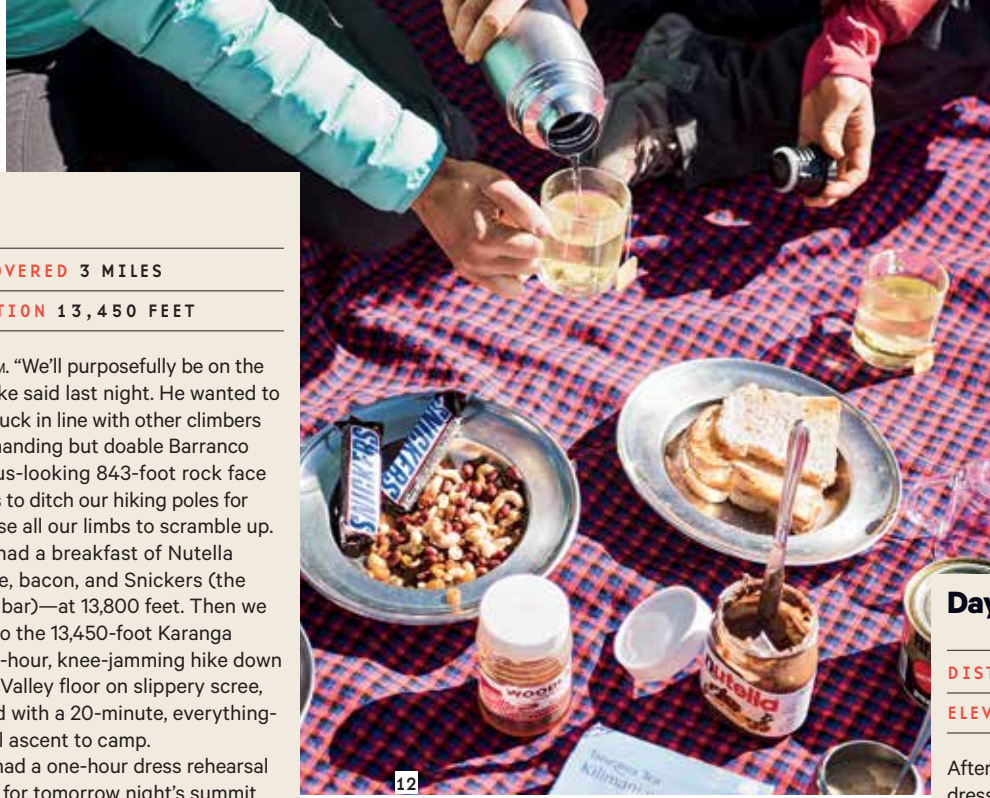 OVERED 3 MILES
TION 13,450 FEET
M. “We’ll purposefully be on the
ke said last night. He wanted to
uck in line with other climbers
anding but doable Barranco
us-looking 843-foot rock face
s to ditch our hiking poles for
se all our limbs to scramble up.
had a breakfast of Nutella
e, bacon, and Snickers (the
bar)—at 13,800 feet. Then we
o the 13,450-foot Karanga
-hour, knee-jamming hike down
Valley floor on slippery scree,
d with a 20-minute, everything-
l ascent to camp.
had a one-hour dress rehearsal
for tomorrow night’s summit
SNICKERS
SNICKERS
nutella
Kilimanjaro
12
Day
DIST
ELEV
After
dress